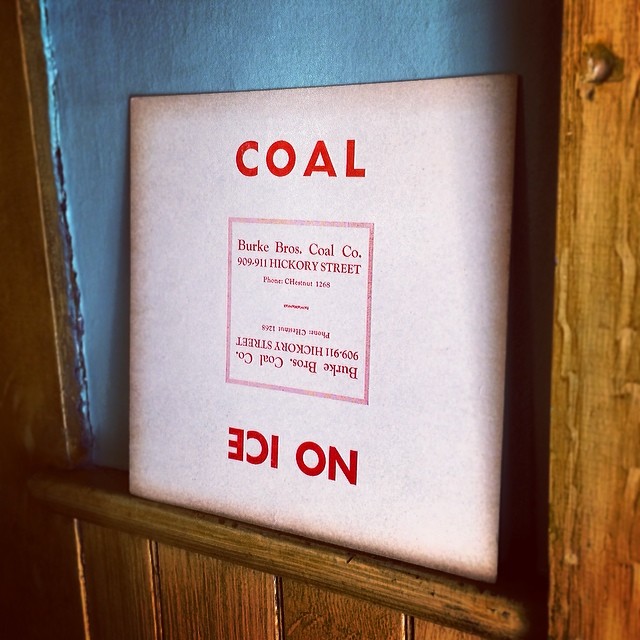 COAL
Burke Bros. Coal Co.
909-911 HICKORY STREET
Phone: CHestnut 1268
Phone: CHestnut 1268
909-911 HICKORY STREET
Burke Bros. Coal Co.
NO ICE